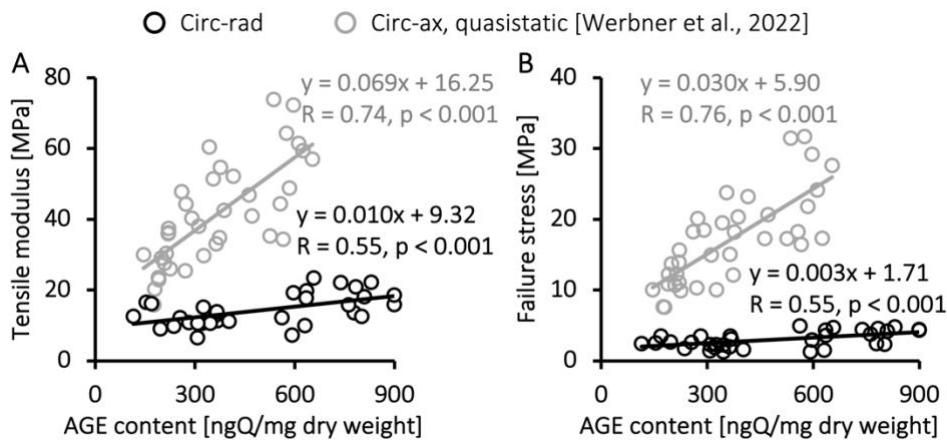 Circ-rad
Circ-ax, quasistatic [Werbner et al., 2022]
A
Tensile modulus [MPa]
80
60
40
20
0
y = 0.069x + 16.25
R = 0.74, p < 0.001
y = 0.010x + 9.32
R = 0.55, p < 0.001
0 300 600 900
AGE content [ngQ/mg dry weight]
B
Failure stress [MPa]
40
30
20
10
0
y = 0.030x + 5.90
R = 0.76, p < 0.001
y = 0.003x + 1.71
R = 0.55, p < 0.001
0 300 600 900
AGE content [ngQ/mg dry weight]